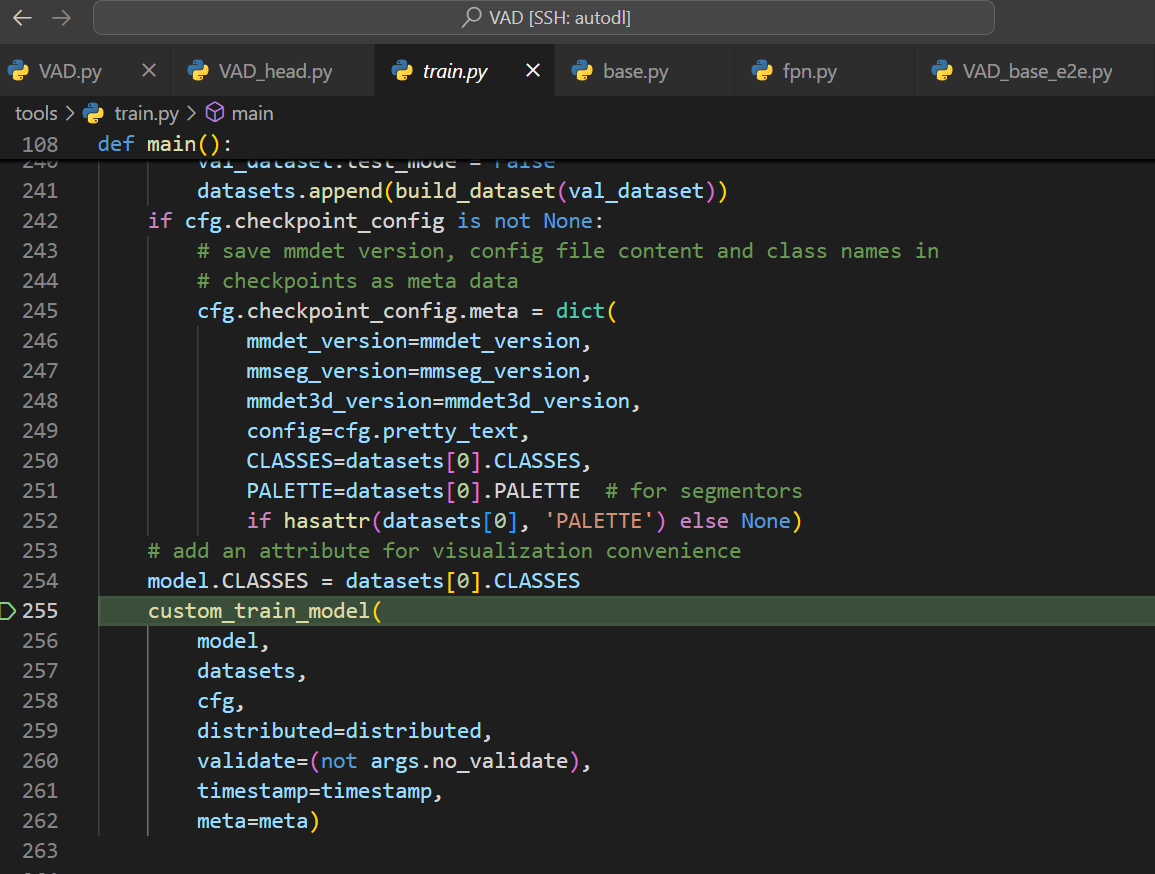 VAD [SSH: autodl]
VAD.py VAD_head.py train.py base.py fpn.py VAD_base_e2e.py
tools > train.py > main
108 def main():
240 val_dataset.test_mode = False
241 datasets.append(build_dataset(val_dataset))
242 if cfg.checkpoint_config is not None:
243 # save mmdet version, config file content and class names in
244 # checkpoints as meta data
245 cfg.checkpoint_config.meta = dict(
246 mmdet_version=mmdet_version,
247 mmseg_version=mmseg_version,
248 mmdet3d_version=mmdet3d_version,
249 config=cfg.pretty_text,
250 CLASSES=datasets[0].CLASSES,
251 PALETTE=datasets[0].PALETTE  # for segmentors
252 if hasattr(datasets[0], 'PALETTE') else None)
253 # add an attribute for visualization convenience
254 model.CLASSES = datasets[0].CLASSES
255 custom_train_model(
256 model,
257 datasets,
258 cfg,
259 distributed=distributed,
260 validate=(not args.no_validate),
261 timestamp=timestamp,
262 meta=meta)
263